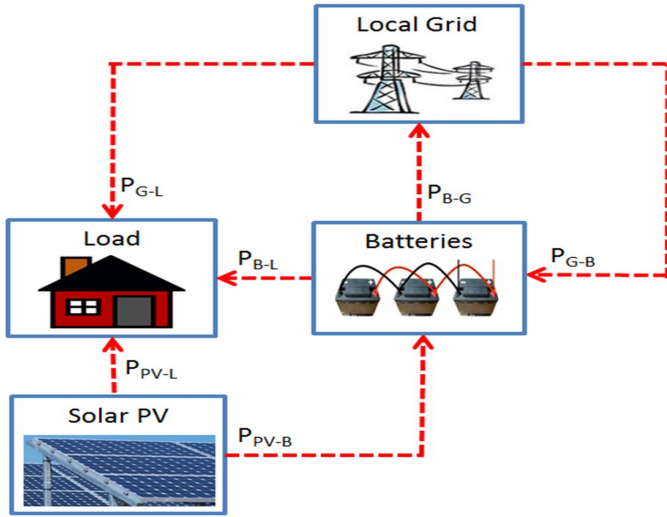 Local Grid
P_G-L
P_B-G
Load
P_B-L
Batteries
P_G-B
P_PV-L
Solar PV
P_PV-B